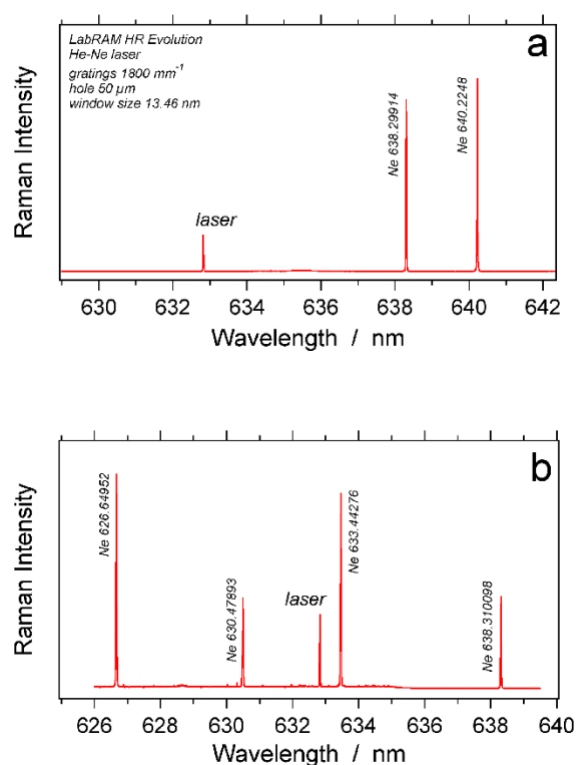 a
LabRAM HR Evolution
He-Ne laser
gratings 1800 mm⁻¹
hole 50 µm
window size 13.46 nm
laser
Ne 638.29914
Ne 640.2248
Raman Intensity
630 632 634 636 638 640 642
Wavelength / nm
b
Ne 626.64952
Ne 630.47893
laser
Ne 633.44276
Ne 638.310098
Raman Intensity
626 628 630 632 634 636 638 640
Wavelength / nm